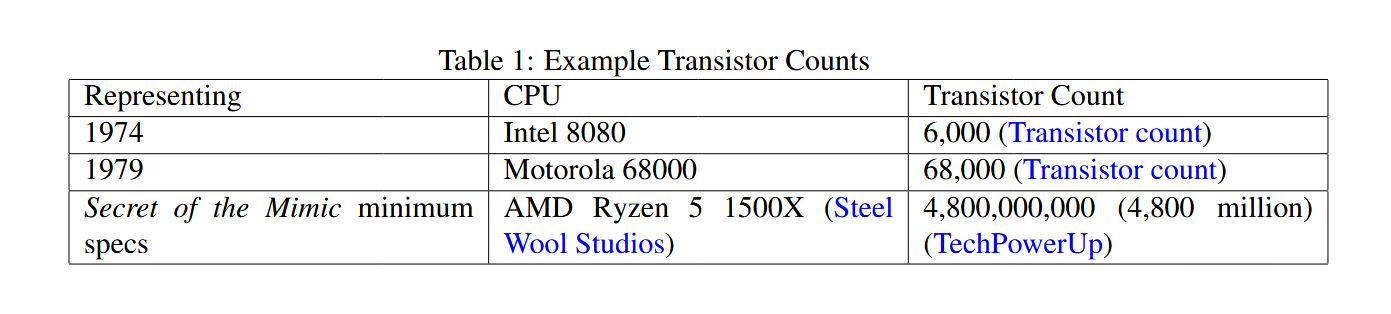 Table 1: Example Transistor Counts
Representing CPU Transistor Count
1974 Intel 8080 6,000 (Transistor count)
1979 Motorola 68000 68,000 (Transistor count)
Secret of the Mimic minimum specs AMD Ryzen 5 1500X (Steel Wool Studios) 4,800,000,000 (4,800 million) (TechPowerUp)